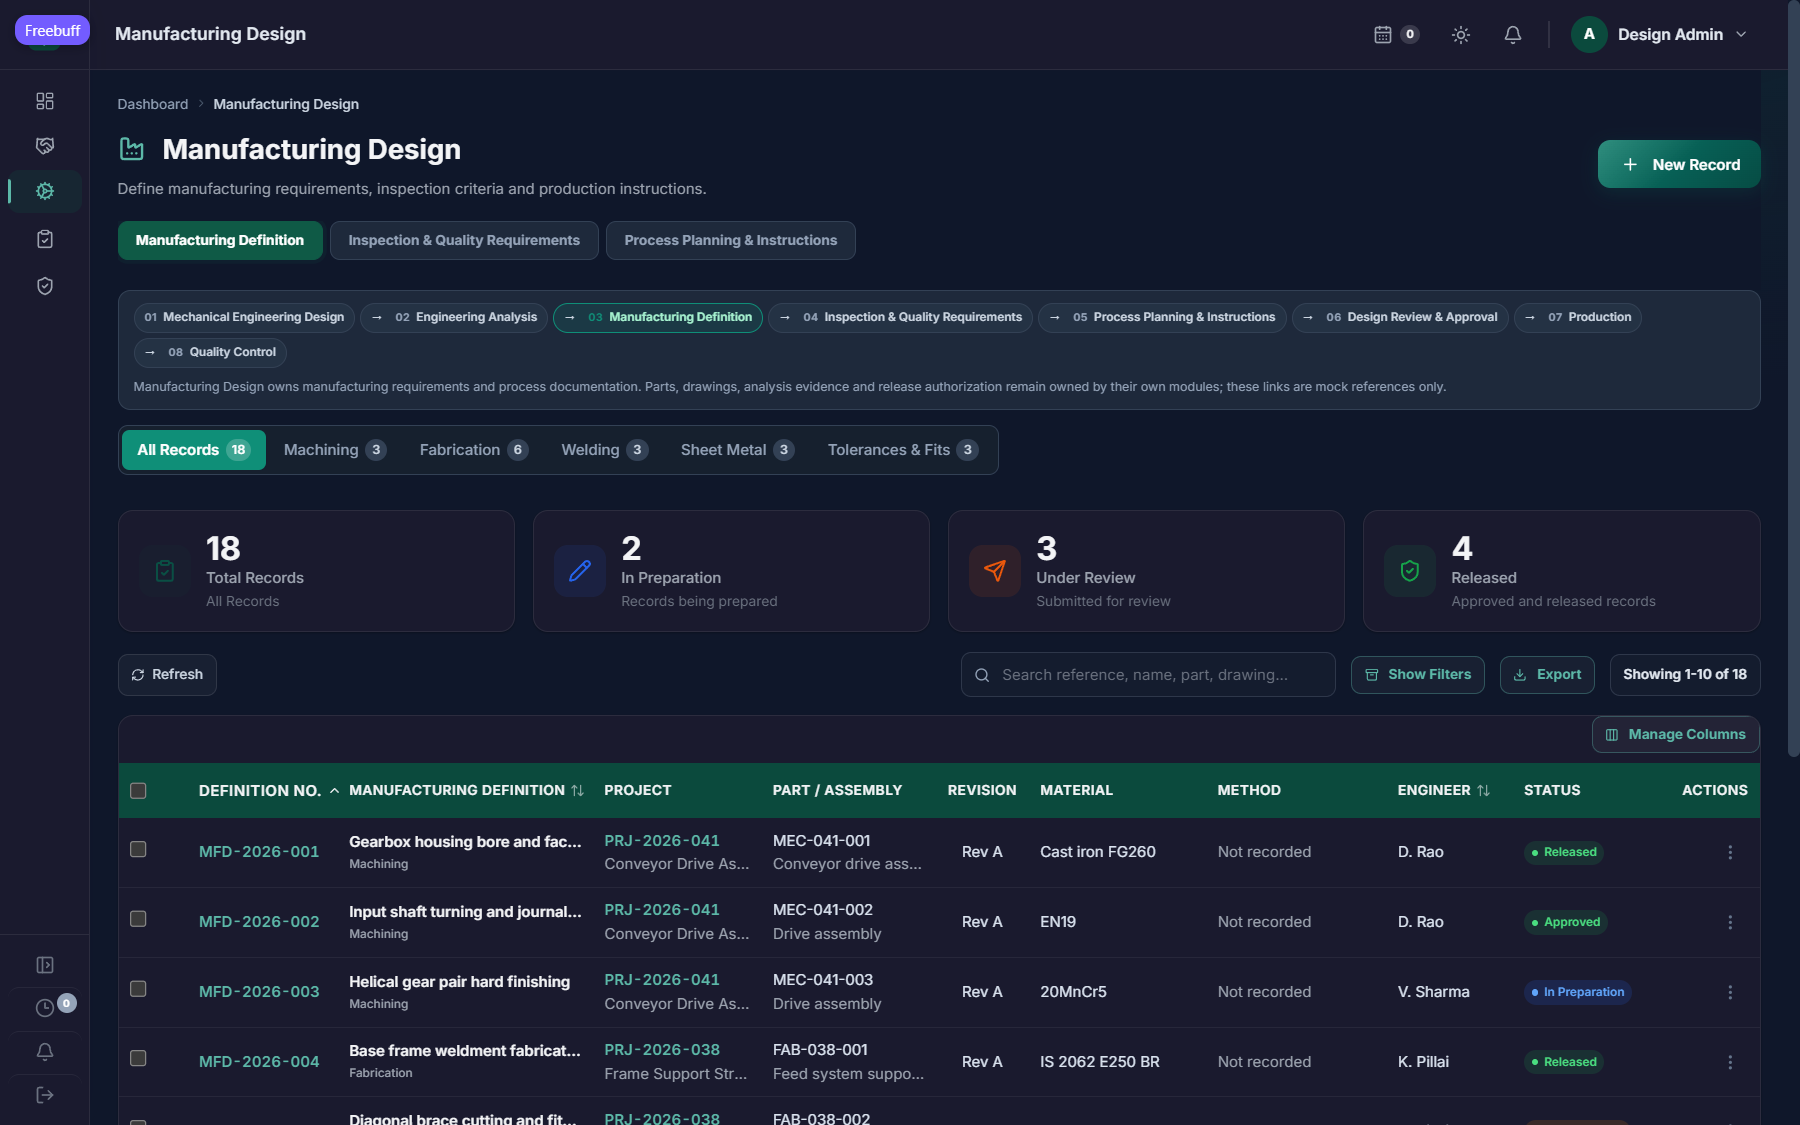 Freebuff
Manufacturing Design
0
A
Design Admin
Dashboard
Manufacturing Design
Manufacturing Design
New Record
Define manufacturing requirements, inspection criteria and production instructions.
Manufacturing Definition
Inspection & Quality Requirements
Process Planning & Instructions
01 Mechanical Engineering Design → 02 Engineering Analysis → 03 Manufacturing Definition → 04 Inspection & Quality Requirements → 05 Process Planning & Instructions → 06 Design Review & Approval → 07 Production
→ 08 Quality Control
Manufacturing Design owns manufacturing requirements and process documentation. Parts, drawings, analysis evidence and release authorization remain owned by their own modules; these links are mock references only.
All Records 18 Machining 3 Fabrication 6 Welding 3 Sheet Metal 3 Tolerances & Fits 3
18
Total Records
All Records
2
In Preparation
Records being prepared
3
Under Review
Submitted for review
4
Released
Approved and released records
Refresh
Search reference, name, part, drawing...
Show Filters
Export
Showing 1-10 of 18
Manage Columns
DEFINITION NO. MANUFACTURING DEFINITION PROJECT PART / ASSEMBLY REVISION MATERIAL METHOD ENGINEER STATUS ACTIONS
MFD-2026-001
Gearbox housing bore and fac...
Machining
PRJ-2026-041
Conveyor Drive As...
MEC-041-001
Conveyor drive ass...
Rev A
Cast iron FG260
Not recorded
D. Rao
Released
MFD-2026-002
Input shaft turning and journal...
Machining
PRJ-2026-041
Conveyor Drive As...
MEC-041-002
Drive assembly
Rev A
EN19
Not recorded
D. Rao
Approved
MFD-2026-003
Helical gear pair hard finishing
Machining
PRJ-2026-041
Conveyor Drive As...
MEC-041-003
Drive assembly
Rev A
20MnCr5
Not recorded
V. Sharma
In Preparation
MFD-2026-004
Base frame weldment fabricat...
Fabrication
PRJ-2026-038
Frame Support Str...
FAB-038-001
Feed system suppo...
Rev A
IS 2062 E250 BR
Not recorded
K. Pillai
Released
Diagonal brace cutting and fit...
PRJ-2026-038
FAB-038-002
0